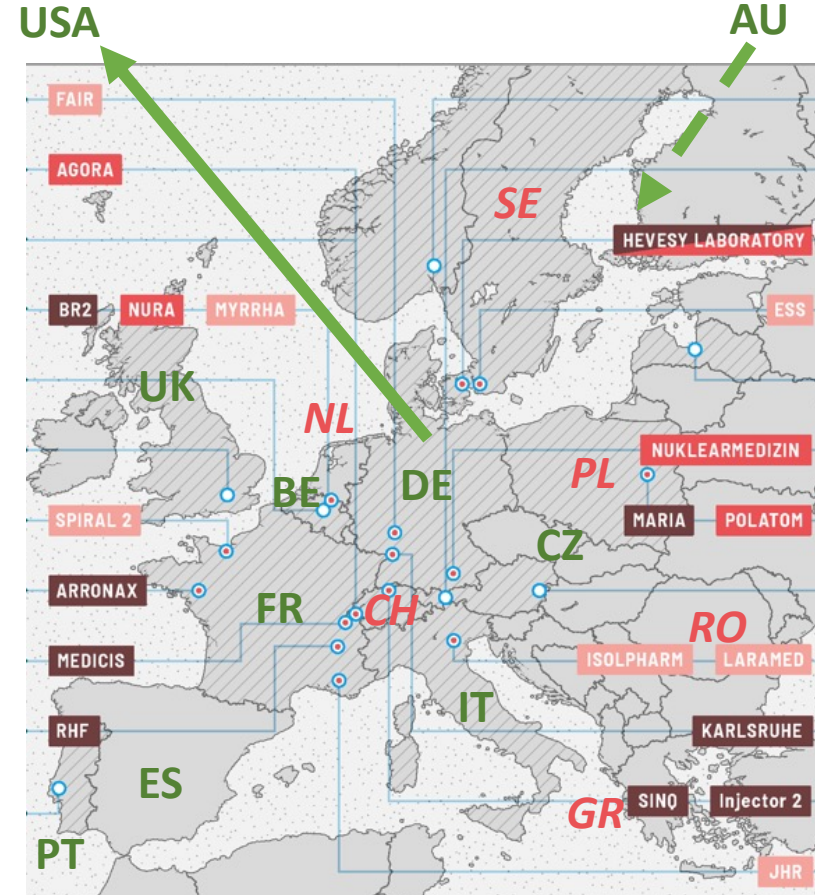 USA
AU
FAIR
AGORA
SE
HEVESY LABORATORY
BR2 NURA MYRRHA
ESS
UK
NL
NUKLEARMEDIZIN
BE
DE
PL
SPIRAL 2
MARIA POLATOM
CZ
ARRONAX
FR
CH
RO
MEDICIS
ISOLPHARM LARAMED
IT
RHF
KARLSRUHE
ES
GR
SINQ Injector 2
PT
JHR